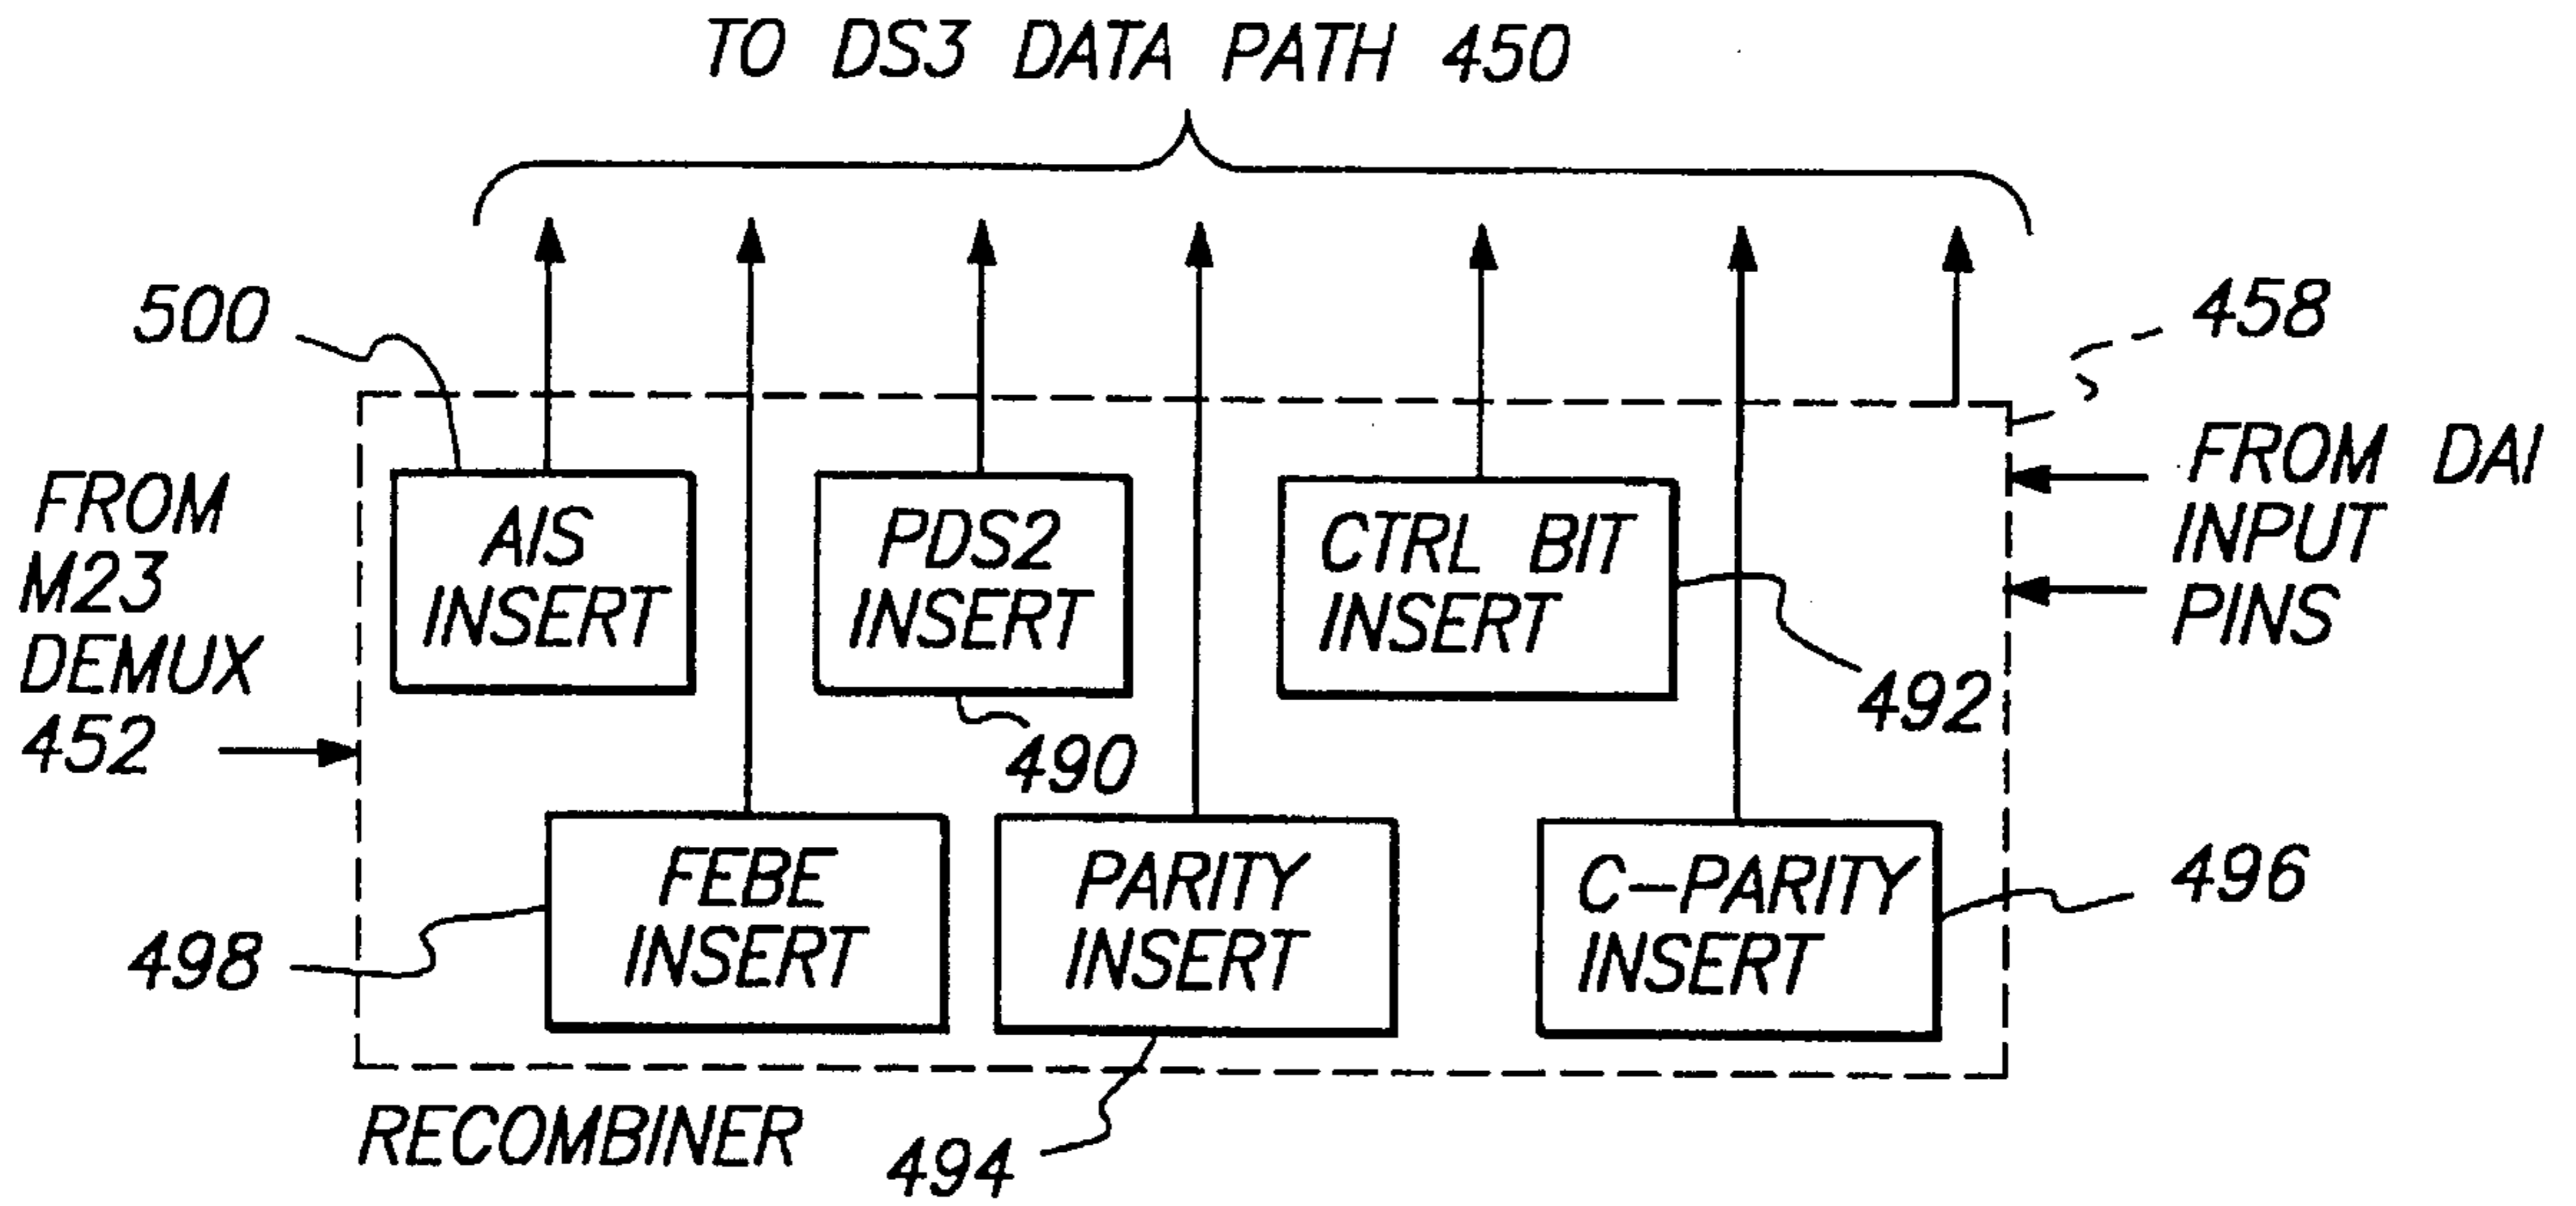 TO DS3 DATA PATH 450
500
458
FROM
M23
DEMUX
452
AIS
INSERT
PDS2
INSERT
490
CTRL BIT
INSERT
492
FROM DAI
INPUT
PINS
498
FEBE
INSERT
PARITY
INSERT
C-PARITY
INSERT
496
RECOMBINER
494